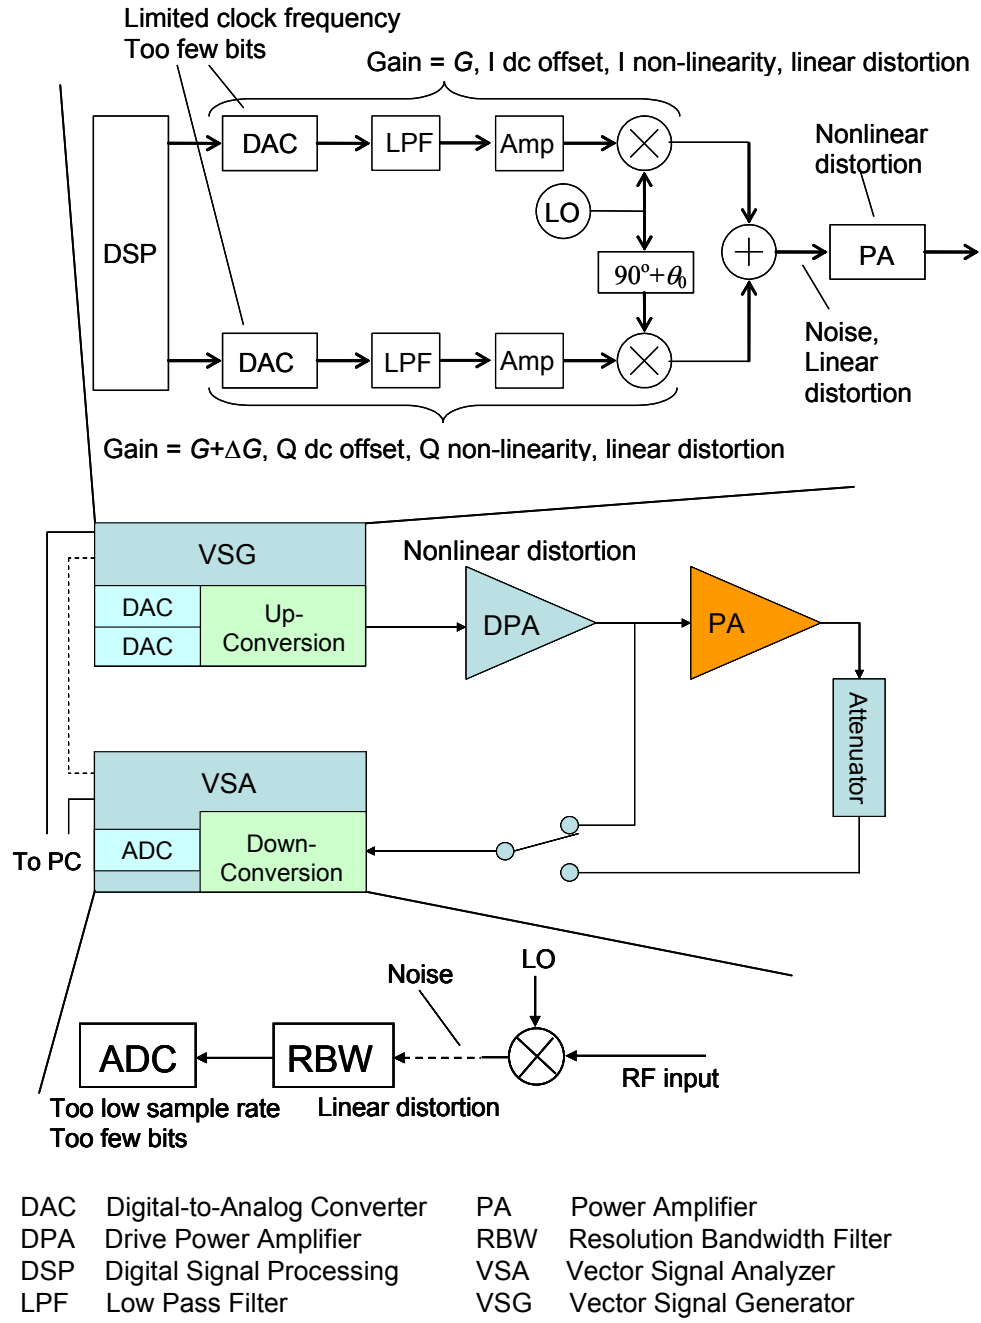 Limited clock frequency
Too few bits
Gain = G, I dc offset, I non-linearity, linear distortion
DAC
LPF
Amp
Nonlinear
distortion
LO
DSP
PA
90°+θ₀
DAC
LPF
Amp
Noise,
Linear
distortion
Gain = G+ΔG, Q dc offset, Q non-linearity, linear distortion
VSG
Nonlinear distortion
DAC
DAC
Up-
Conversion
DPA
PA
Attenuator
VSA
ADC
Down-
Conversion
To PC
LO
Noise
ADC
RBW
RF input
Too low sample rate
Too few bits
Linear distortion
DAC Digital-to-Analog Converter
DPA Drive Power Amplifier
DSP Digital Signal Processing
LPF Low Pass Filter
PA Power Amplifier
RBW Resolution Bandwidth Filter
VSA Vector Signal Analyzer
VSG Vector Signal Generator